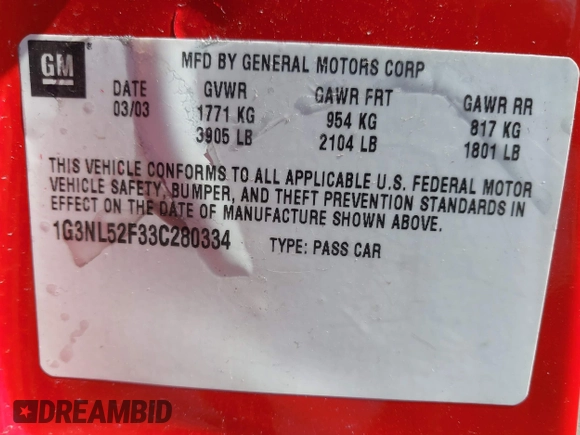 GM
MFD BY GENERAL MOTORS CORP
DATE GVWR GAWR FRT GAWR RR
03/03 1771 KG 954 KG 817 KG
3905 LB 2104 LB 1801 LB
THIS VEHICLE CONFORMS TO ALL APPLICABLE U.S. FEDERAL MOTOR
VEHICLE SAFETY, BUMPER, AND THEFT PREVENTION STANDARDS IN
EFFECT ON THE DATE OF MANUFACTURE SHOWN ABOVE.
1G3NL52F33C280334 TYPE: PASS CAR
DREAMBID